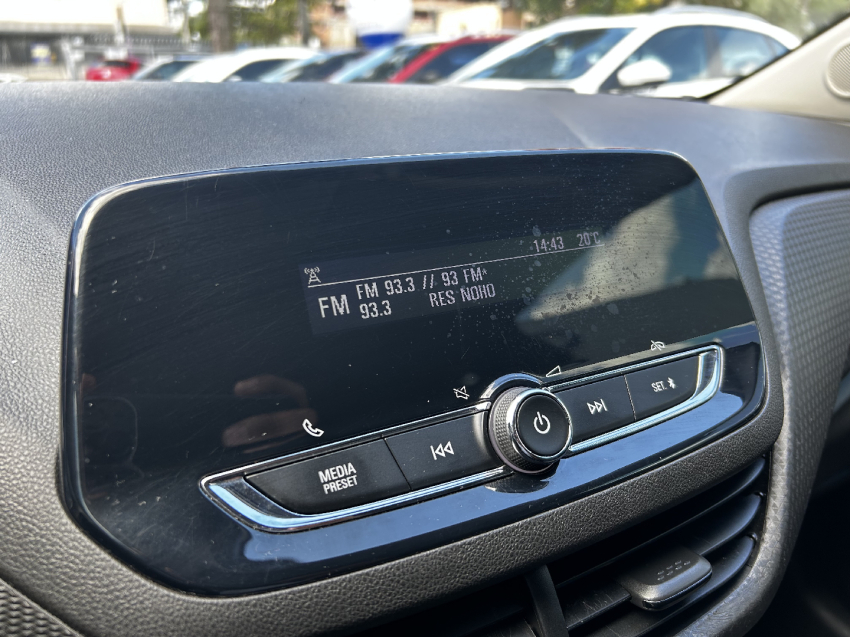 14:43 20°C
FM FM 93.3 // 93 FM*
93.3 RES NOHO
MEDIA
PRESET
SET.